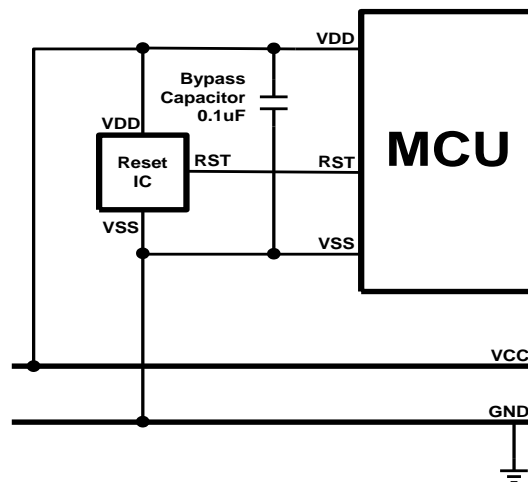 VDD
Bypass
Capacitor
0.1uF
VDD
Reset
IC
RST
RST
MCU
VSS
VSS
VCC
GND